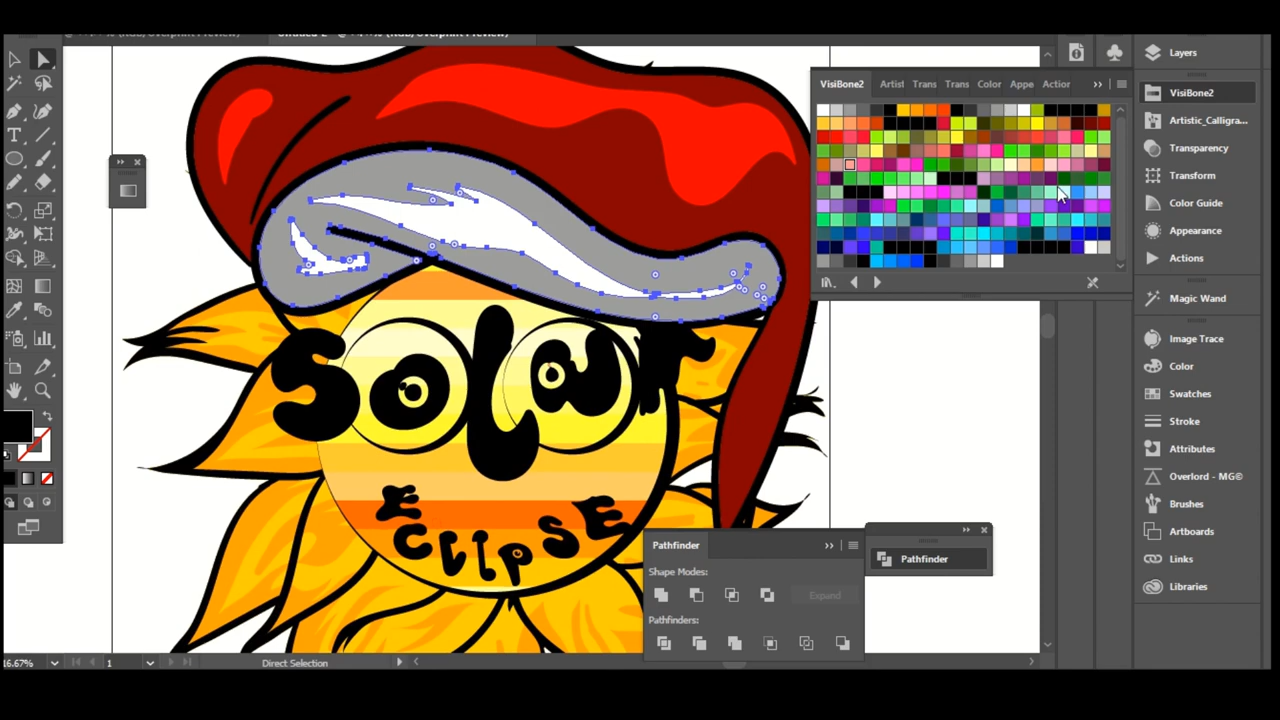 Layers
VisiBone2 Artist Trans Trans Color Appe Action
VisiBone2
Artistic_Calligra...
Transparency
Transform
Color Guide
Appearance
Actions
Magic Wand
SolAr
EClIpSE
Image Trace
Color
Swatches
Stroke
Attributes
Overlord - MG©
Brushes
Artboards
Links
Libraries
Pathfinder
Shape Modes:
Expand
Pathfinders:
Pathfinder
16.67%
1
Direct Selection